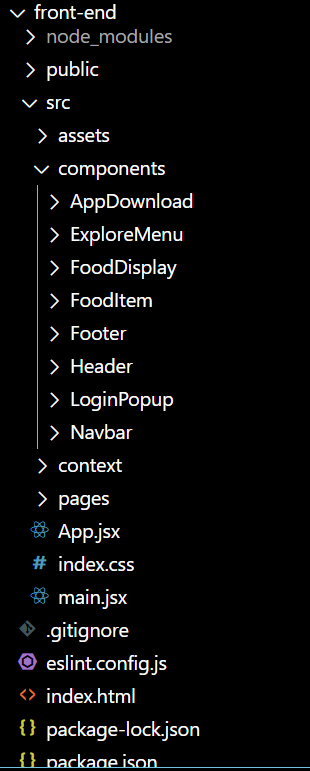 front-end
node_modules
public
src
assets
components
AppDownload
ExploreMenu
FoodDisplay
FoodItem
Footer
Header
LoginPopup
Navbar
context
pages
App.jsx
index.css
main.jsx
.gitignore
eslint.config.js
index.html
package-lock.json
package.json